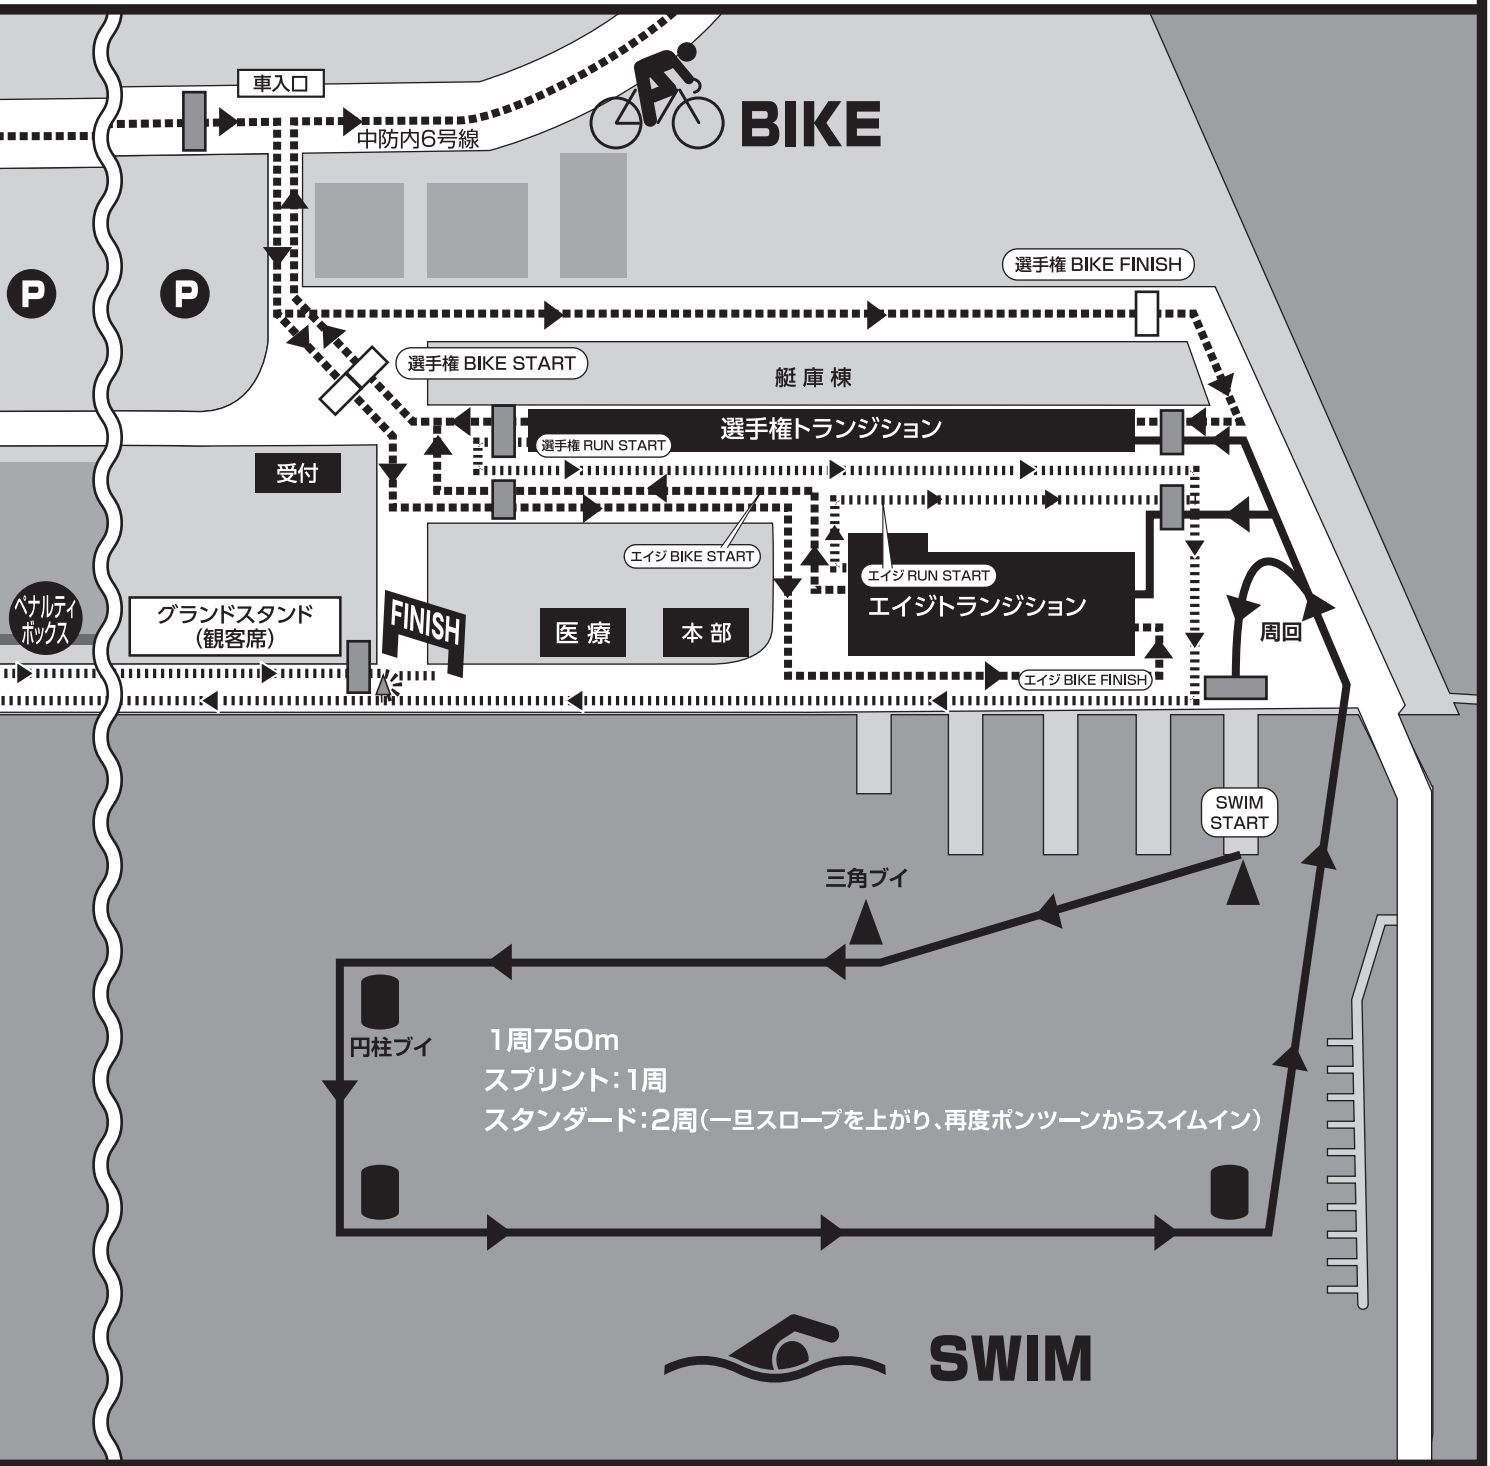 車入口
中防内6号線
BIKE
P
P
選手権 BIKE FINISH
選手権 BIKE START
艇庫棟
選手権トランジション
選手権 RUN START
受付
エイジ BIKE START
エイジ RUN START
エイジトランジション
ペナルティ
ボックス
グランドスタンド
(観客席)
FINISH
医療
本部
周回
エイジ BIKE FINISH
SWIM
START
三角ブイ
円柱ブイ
1周750m
スプリント:1周
スタンダード:2周(一旦スロープを上がり、再度ポンツーンからスイムイン)
SWIM